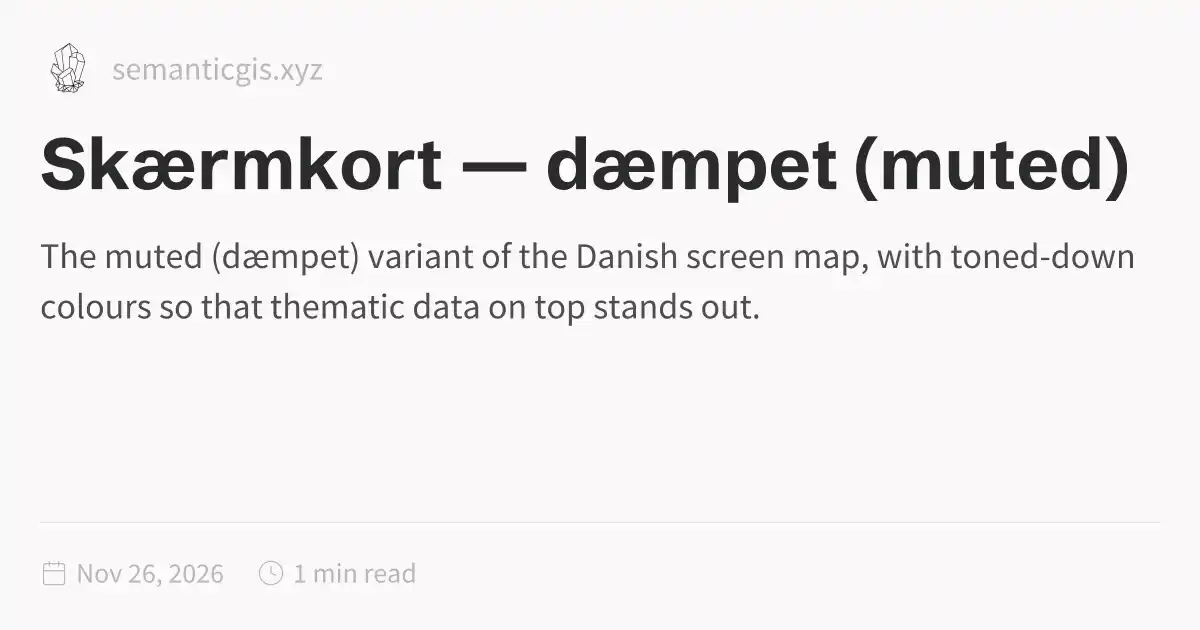 semanticgis.xyz
Skærmkort — dæmpet (muted)
The muted (dæmpet) variant of the Danish screen map, with toned-down
colours so that thematic data on top stands out.
Nov 26, 2026 1 min read